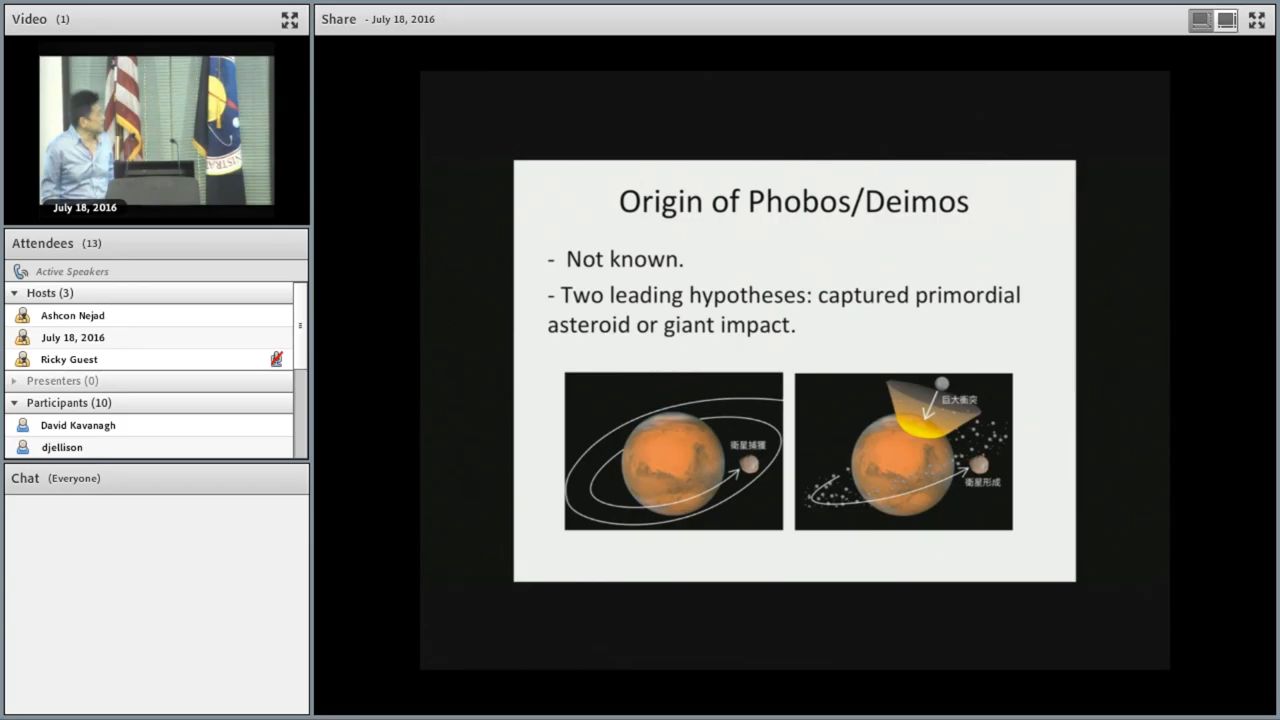 Video (1)
July 18, 2016
Attendees (13)
Active Speakers
Hosts (3)
Ashcon Nejad
July 18, 2016
Ricky Guest
Presenters (0)
Participants (10)
David Kavanagh
djellison
Chat (Everyone)
Share - July 18, 2016
Origin of Phobos/Deimos
- Not known.
- Two leading hypotheses: captured primordial
asteroid or giant impact.
衛星捕獲
巨大衝突
衛星形成